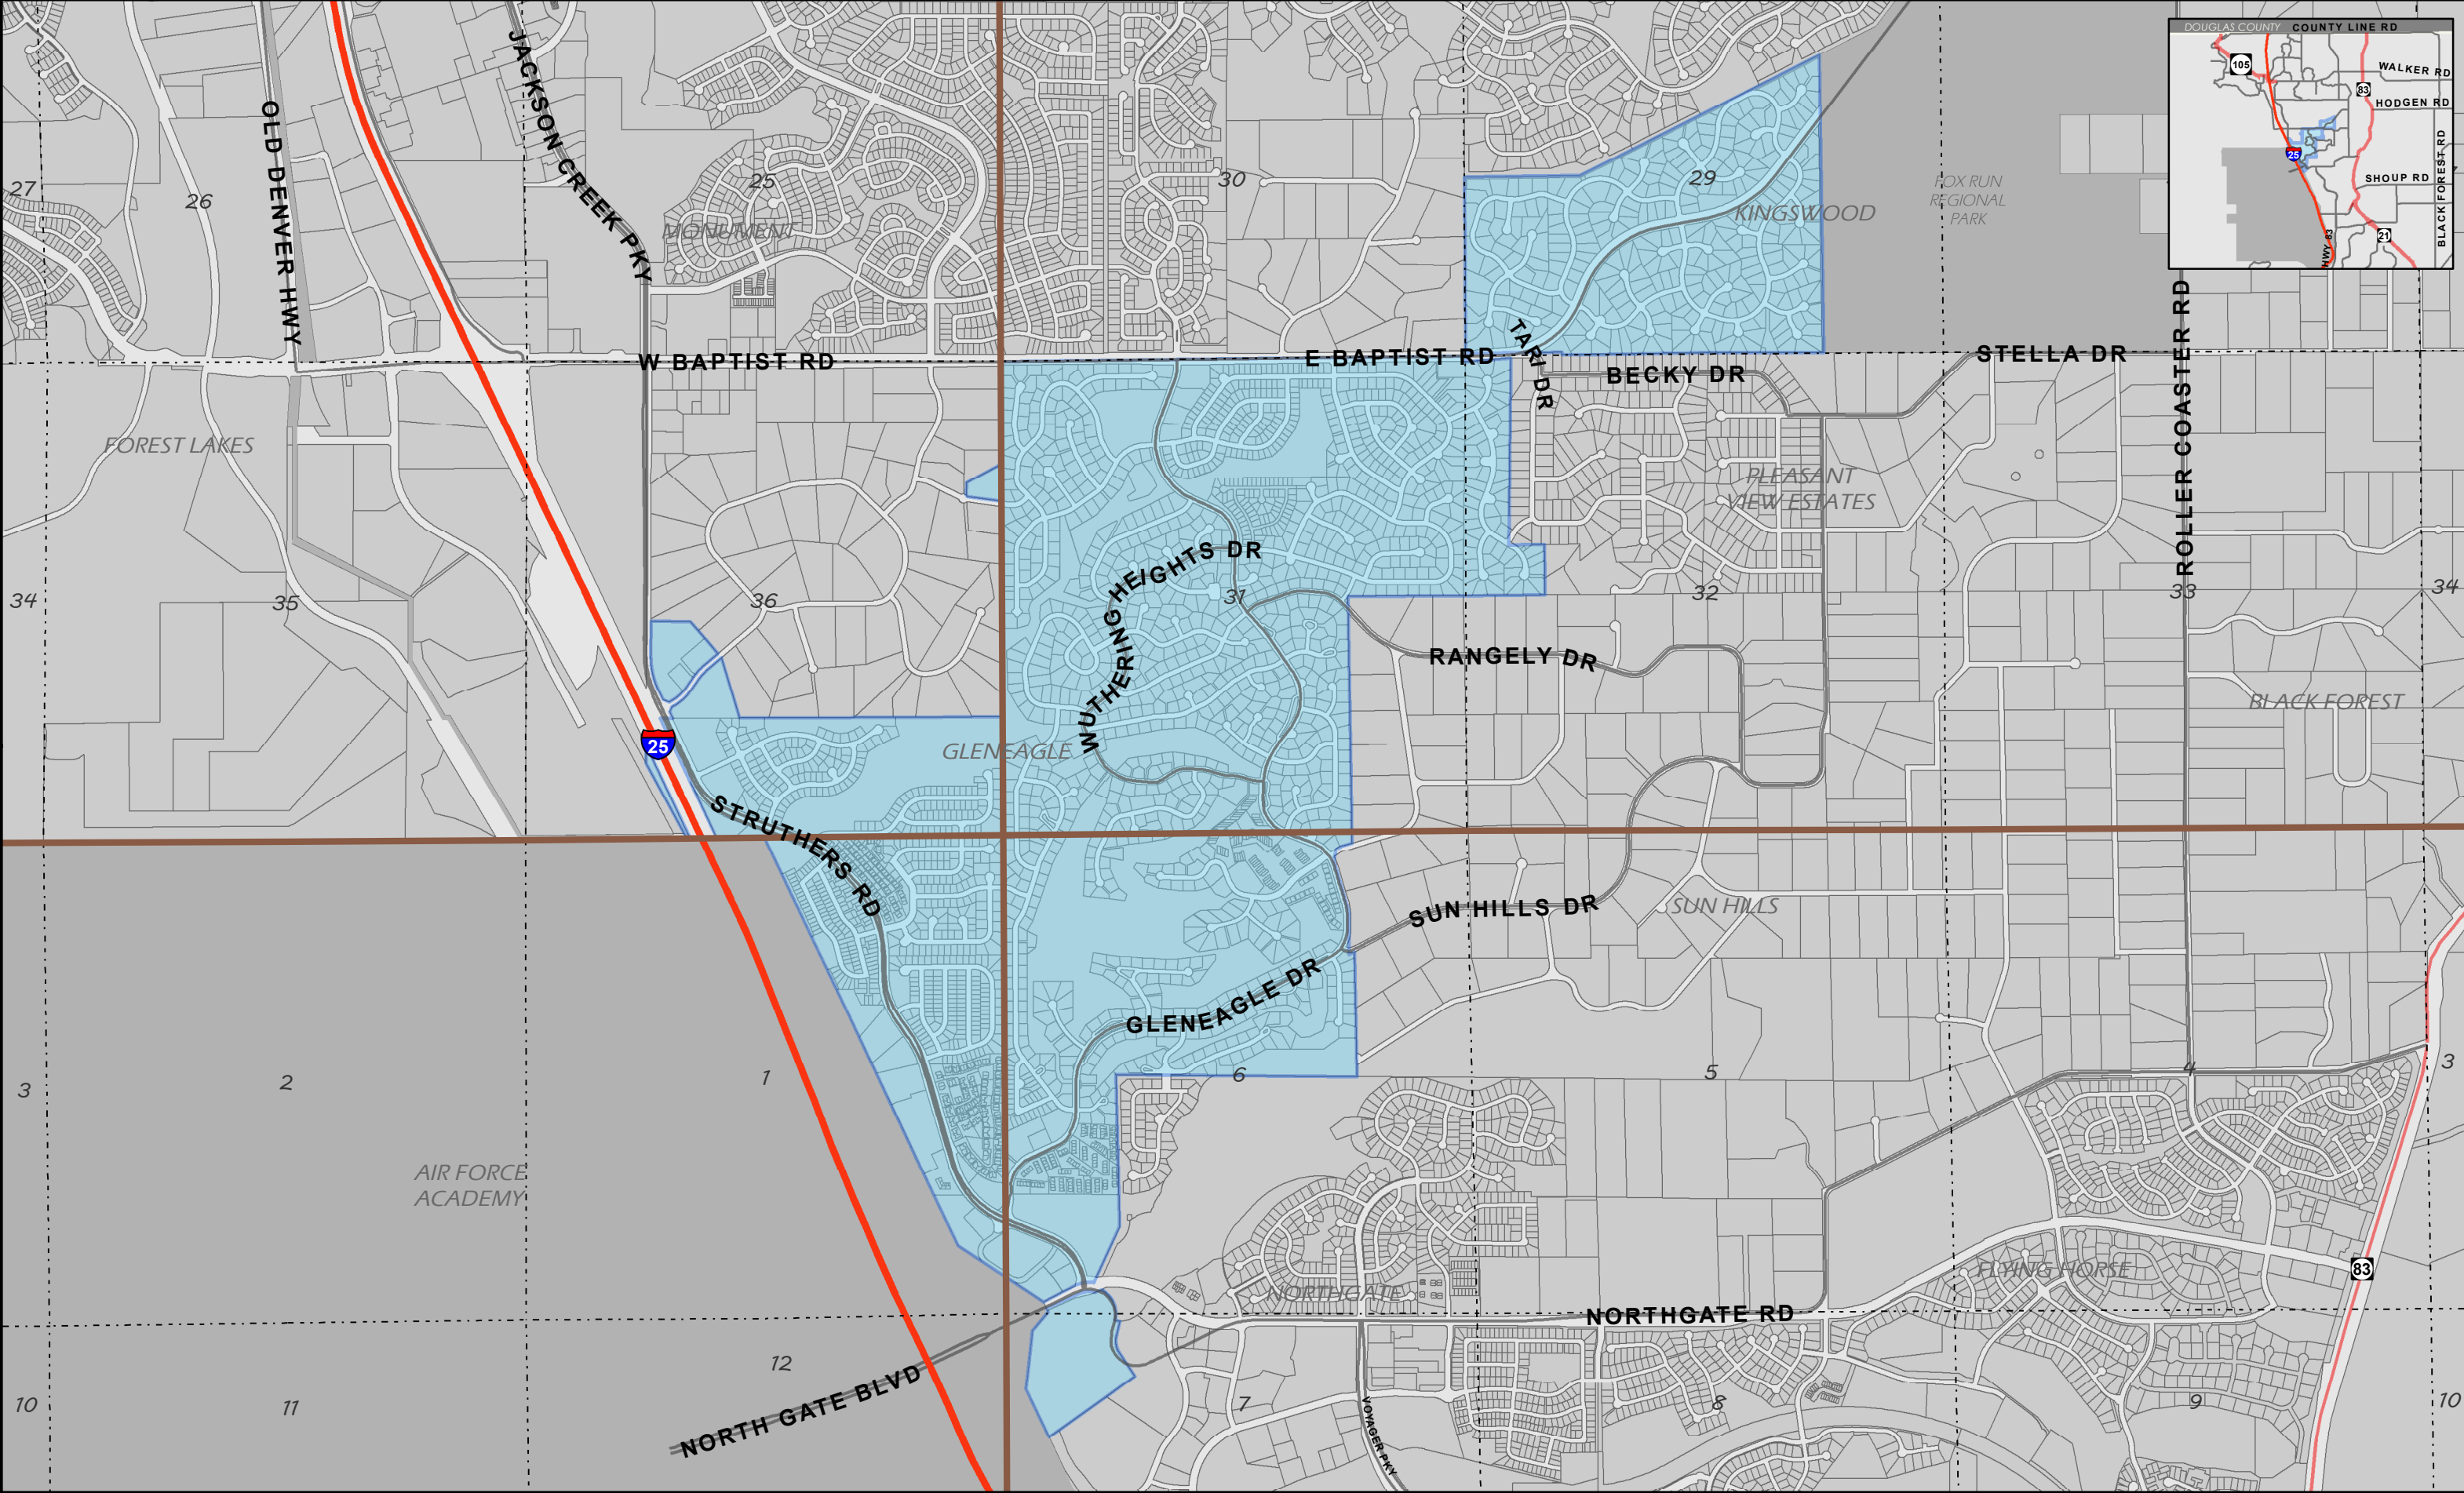 DOUGLAS COUNTY
COUNTY LINE RD
105
WALKER RD
83
HODGEN RD
BLACK FOREST RD
25
SHOUP RD
21
HWY 83
JACKSON CREEK PKY
OLD DENVER HWY
27
26
25
30
29
MONUMENT
KINGSWOOD
FOX RUN
REGIONAL
PARK
W BAPTIST RD
E BAPTIST RD
TARI DR
BECKY DR
STELLA DR
ROLLER COASTER RD
FOREST LAKES
PLEASANT
VIEW ESTATES
WUTHERING HEIGHTS DR
34
35
36
31
32
33
34
RANGELY DR
BLACK FOREST
25
GLENEAGLE
STRUTHERS RD
SUN HILLS DR
SUN HILLS
GLENEAGLE DR
3
2
1
6
5
4
3
AIR FORCE
ACADEMY
NORTHGATE
FLYING HORSE
83
NORTHGATE RD
12
NORTH GATE BLVD
VOYAGER PKY
10
11
7
8
9
10